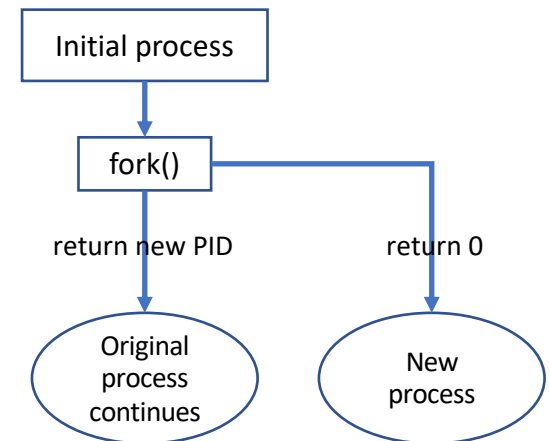 Initial process
fork()
return new PID
return 0
Original
process
continues
New
process